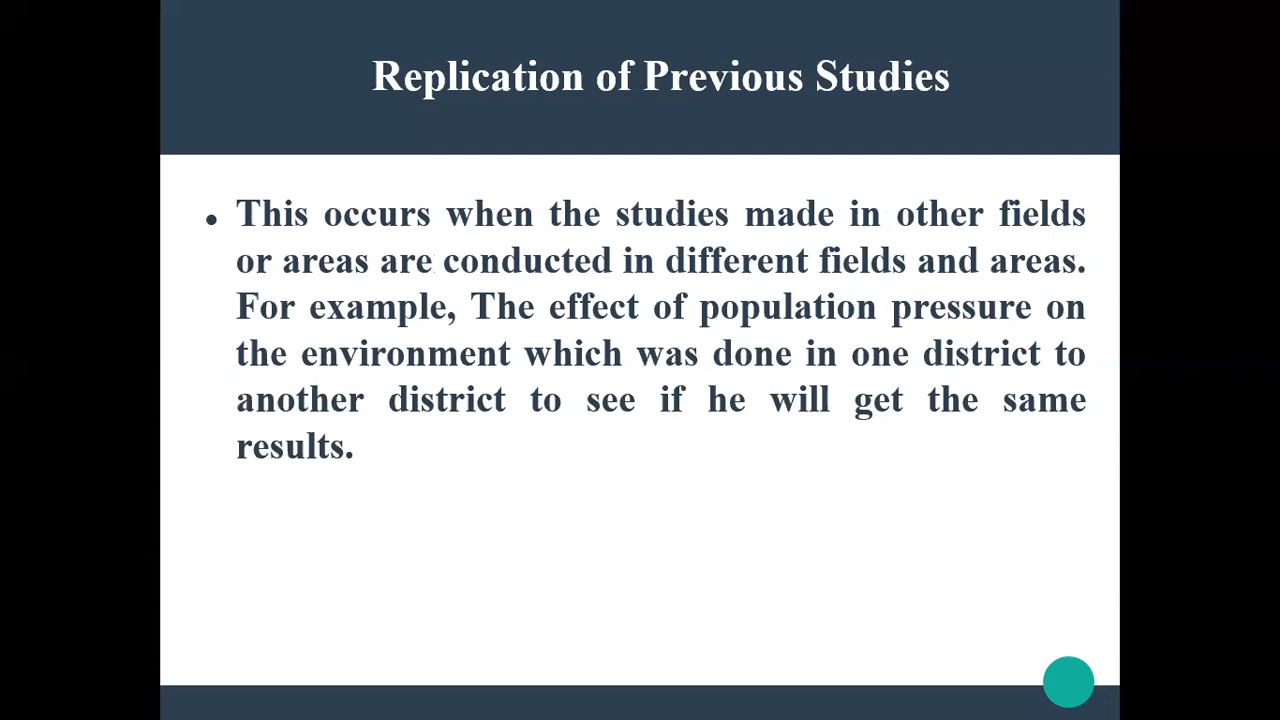 Replication of Previous Studies
• This occurs when the studies made in other fields
or areas are conducted in different fields and areas.
For example, The effect of population pressure on
the environment which was done in one district to
another district to see if he will get the same
results.